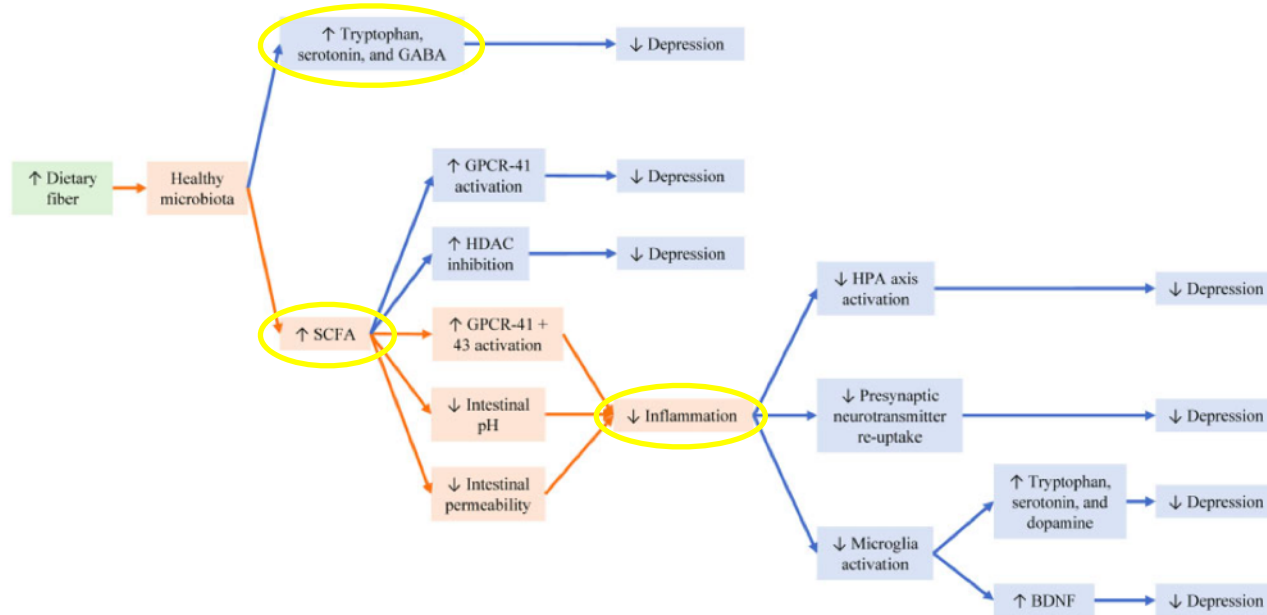 ↑ Tryptophan,
serotonin, and GABA
↓ Depression
↑ Dietary
fiber
Healthy
microbiota
↑ GPCR-41
activation
↓ Depression
↑ HDAC
inhibition
↓ Depression
↑ SCFA
↑ GPCR-41 +
43 activation
↓ Intestinal
pH
↓ Intestinal
permeability
↓ Inflammation
↓ HPA axis
activation
↓ Depression
↓ Presynaptic
neurotransmitter
re-uptake
↓ Depression
↓ Microglia
activation
↑ Tryptophan,
serotonin, and
dopamine
↓ Depression
↑ BDNF
↓ Depression